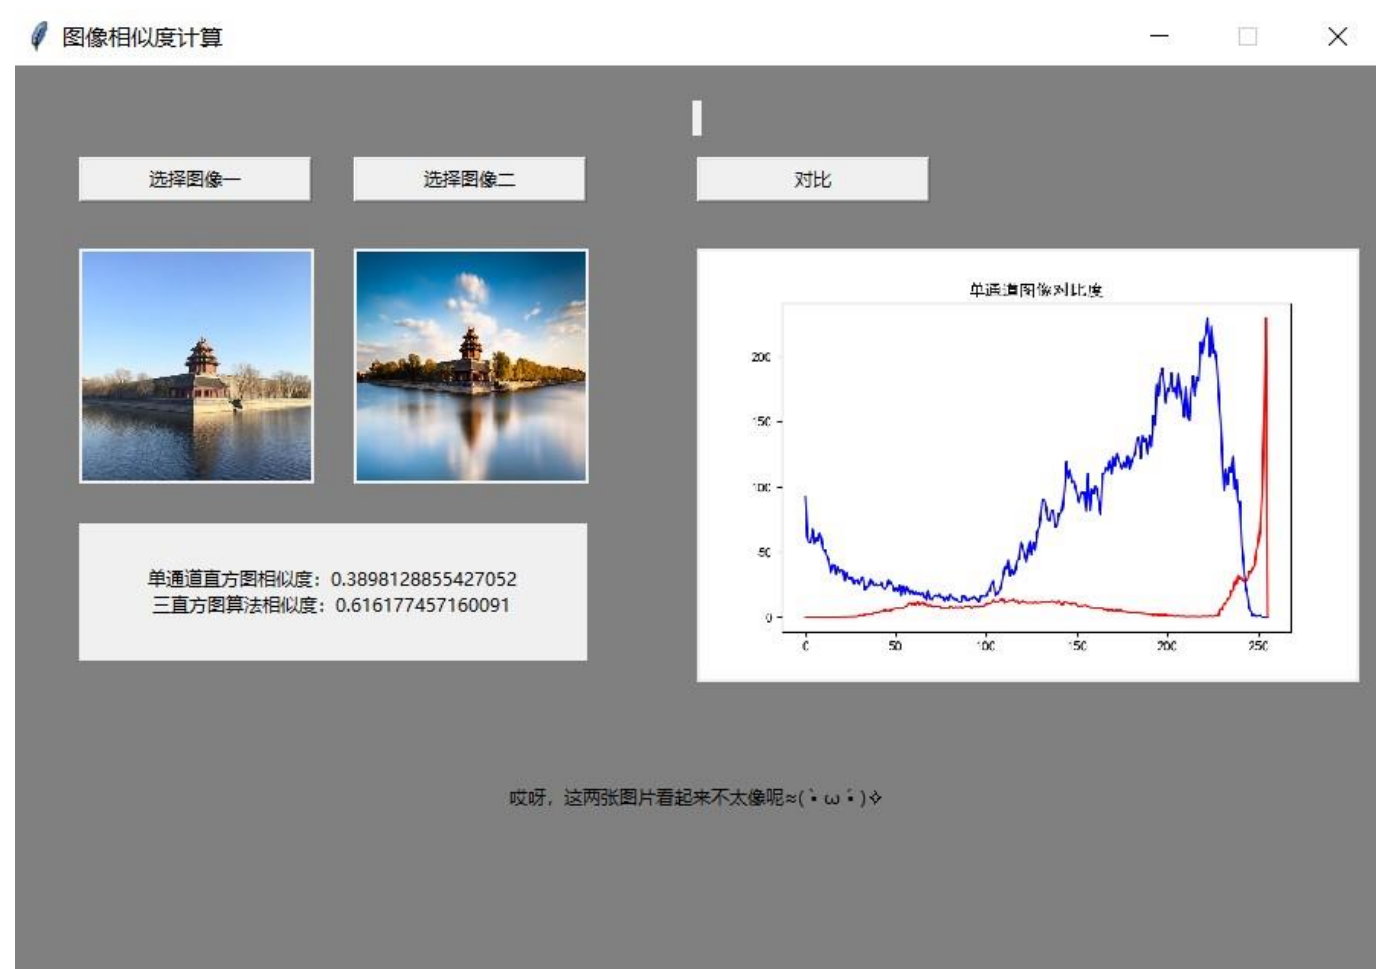 图像相似度计算
选择图像一
选择图像二
对比
单通道直方图相似度：0.3898128855427052
三直方图算法相似度：0.616177457160091
单通道图像对比度
200
150
100
50
0
0 50 100 150 200 250
哎呀，这两张图片看起来不太像呢≈(•̀ω•́)✧